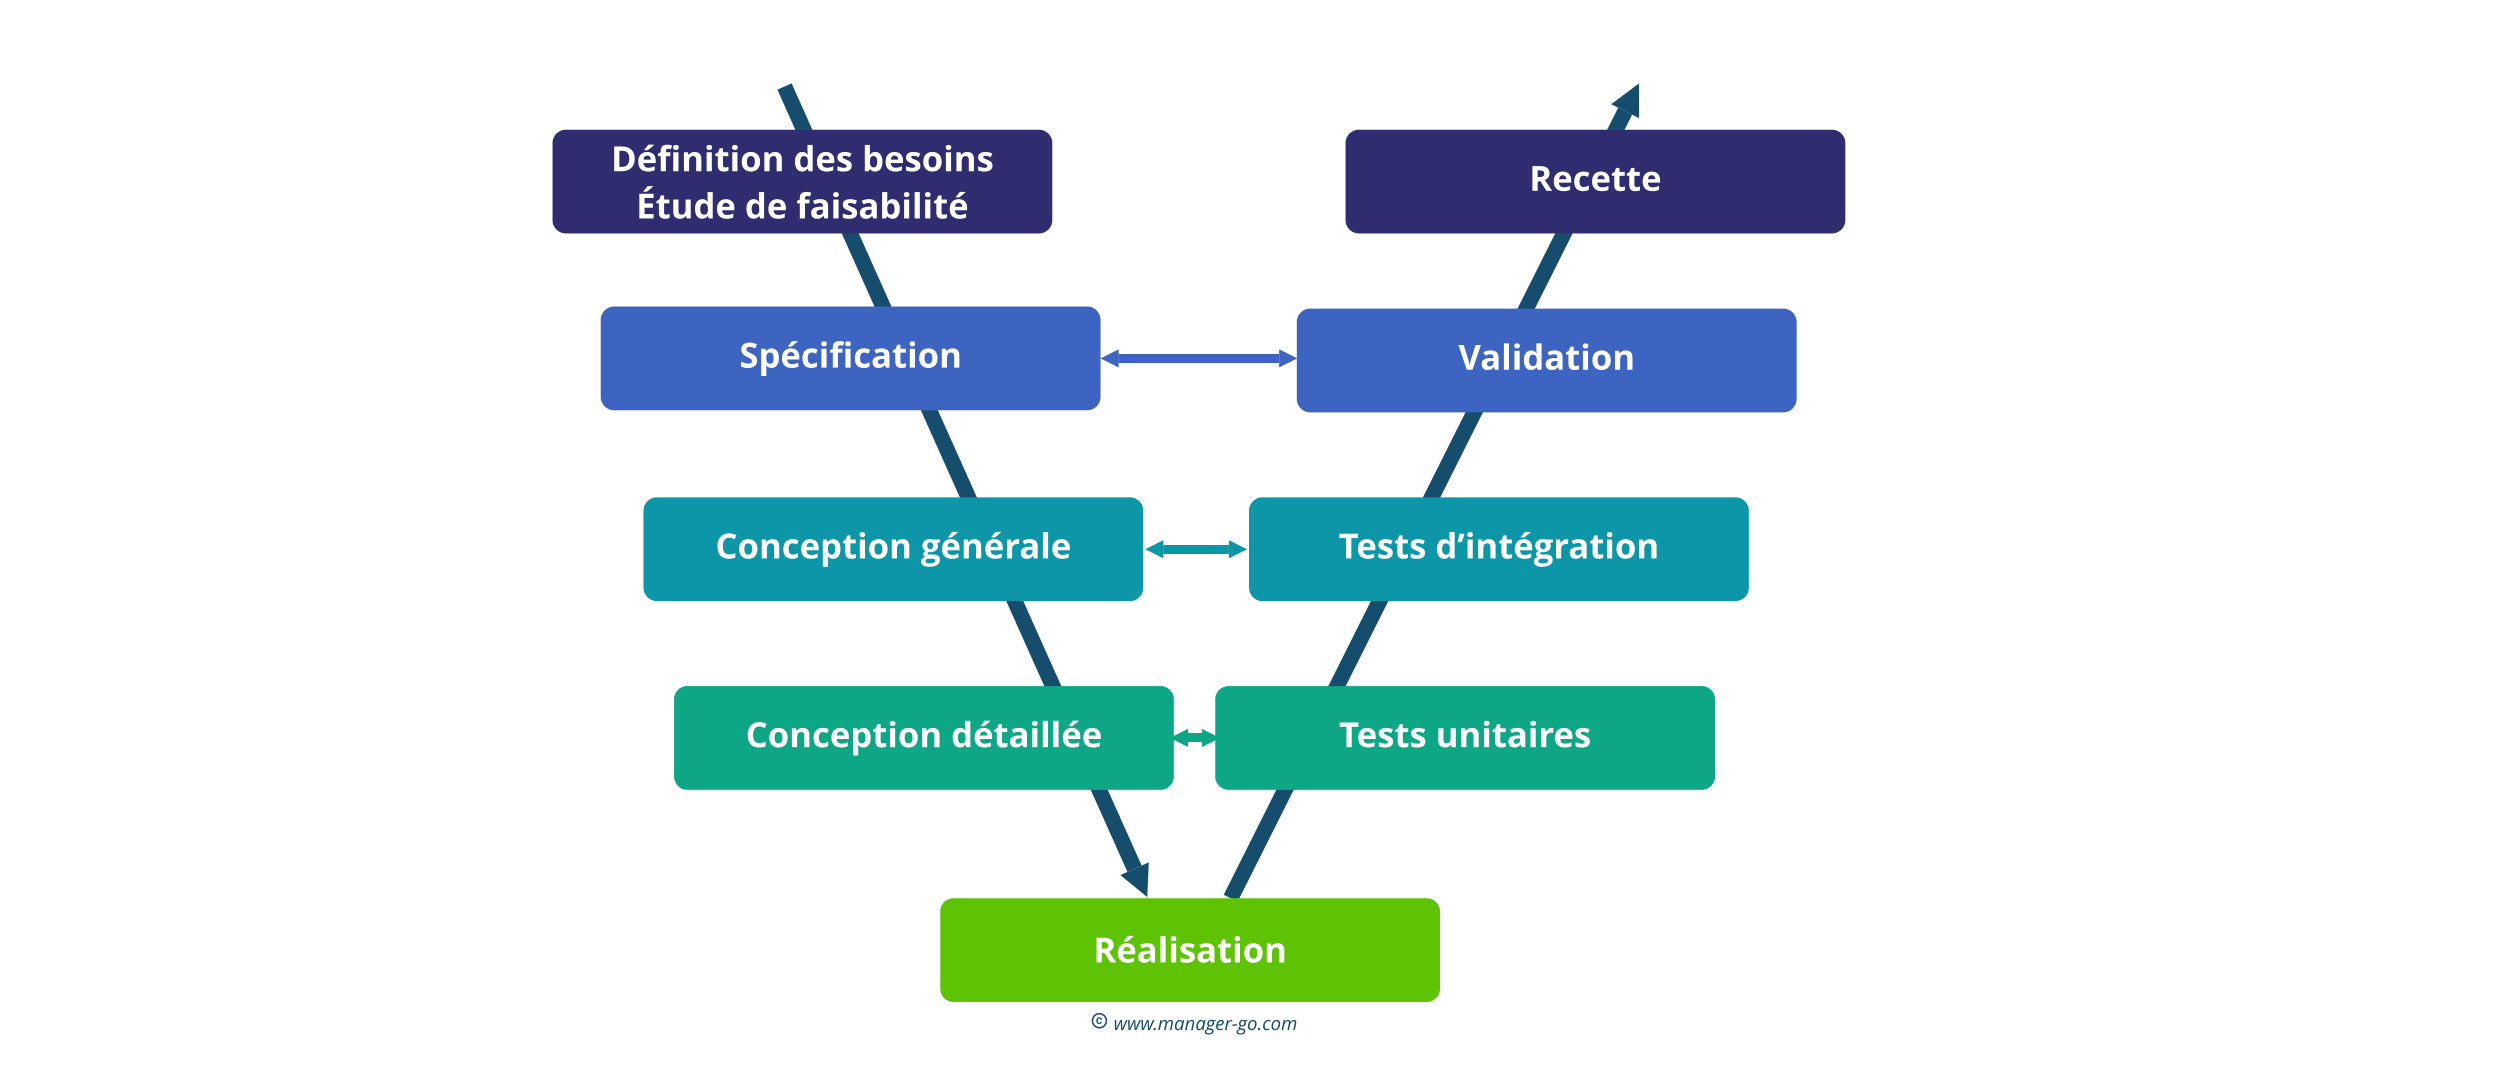 Définition des besoins
Étude de faisabilité
Recette
Spécification
Validation
Conception générale
Tests d'intégration
Conception détaillée
Tests unitaires
Réalisation
© www.manager-go.com